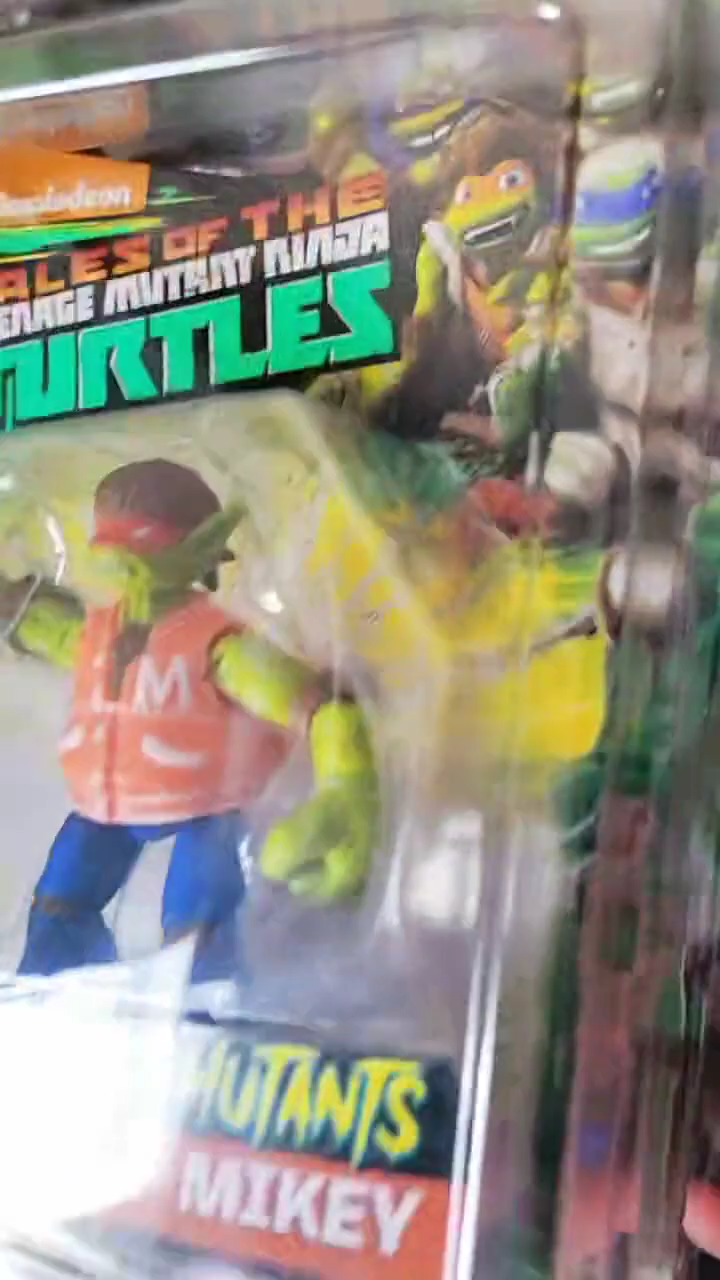 nickelodeon
TALES OF THE
TEENAGE MUTANT NINJA
TURTLES
M
MUTANTS
MIKEY